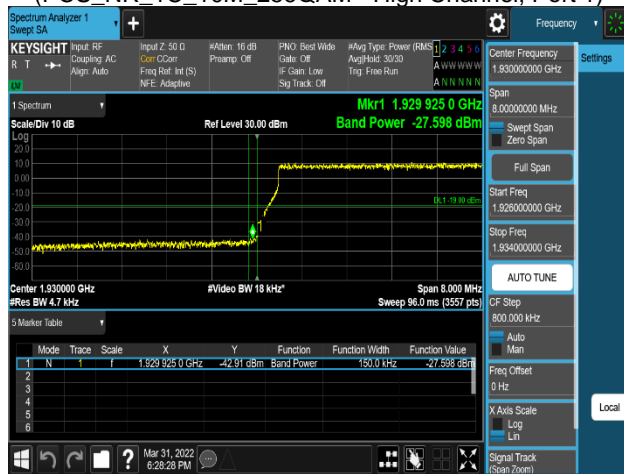 Spectrum Analyzer 1
Swept SA
+
Frequency
KEYSIGHT Input: RF Input Z: 50 Ω #Atten: 16 dB PNO: Best Wide #Avg Type: Power (RMS 1 2 3 4 5 6
R T Coupling: AC Corr CCorr Preamp: Off Gate: Off Avg|Hold: 30/30 A W W W W W
Align: Auto Freq Ref: Int (S) IF Gain: Low Trig: Free Run
NFE: Adaptive Sig Track: Off A N N N N N
1 Spectrum Mkr1 1.929 925 0 GHz
Scale/Div 10 dB Ref Level 30.00 dBm Band Power -27.598 dBm
Log
20.0
10.0
0.00
-10.0
DL1 -19.00 dBm
-20.0
-30.0
-40.0
-50.0
-60.0
Center 1.930000 GHz #Video BW 18 kHz* Span 8.000 MHz
#Res BW 4.7 kHz Sweep 96.0 ms (3557 pts)
5 Marker Table
Mode Trace Scale X Y Function Function Width Function Value
1 N 1 f 1.929 925 0 GHz -42.91 dBm Band Power 150.0 kHz -27.598 dBm
2
3
4
5
6
Mar 31, 2022
6:28:28 PM
Settings
Center Frequency
1.930000000 GHz
Span
8.00000000 MHz
Swept Span
Zero Span
Full Span
Start Freq
1.926000000 GHz
Stop Freq
1.934000000 GHz
AUTO TUNE
CF Step
800.000 kHz
Auto
Man
Freq Offset
0 Hz
X Axis Scale
Log
Lin
Local
Signal Track
(Span Zoom)